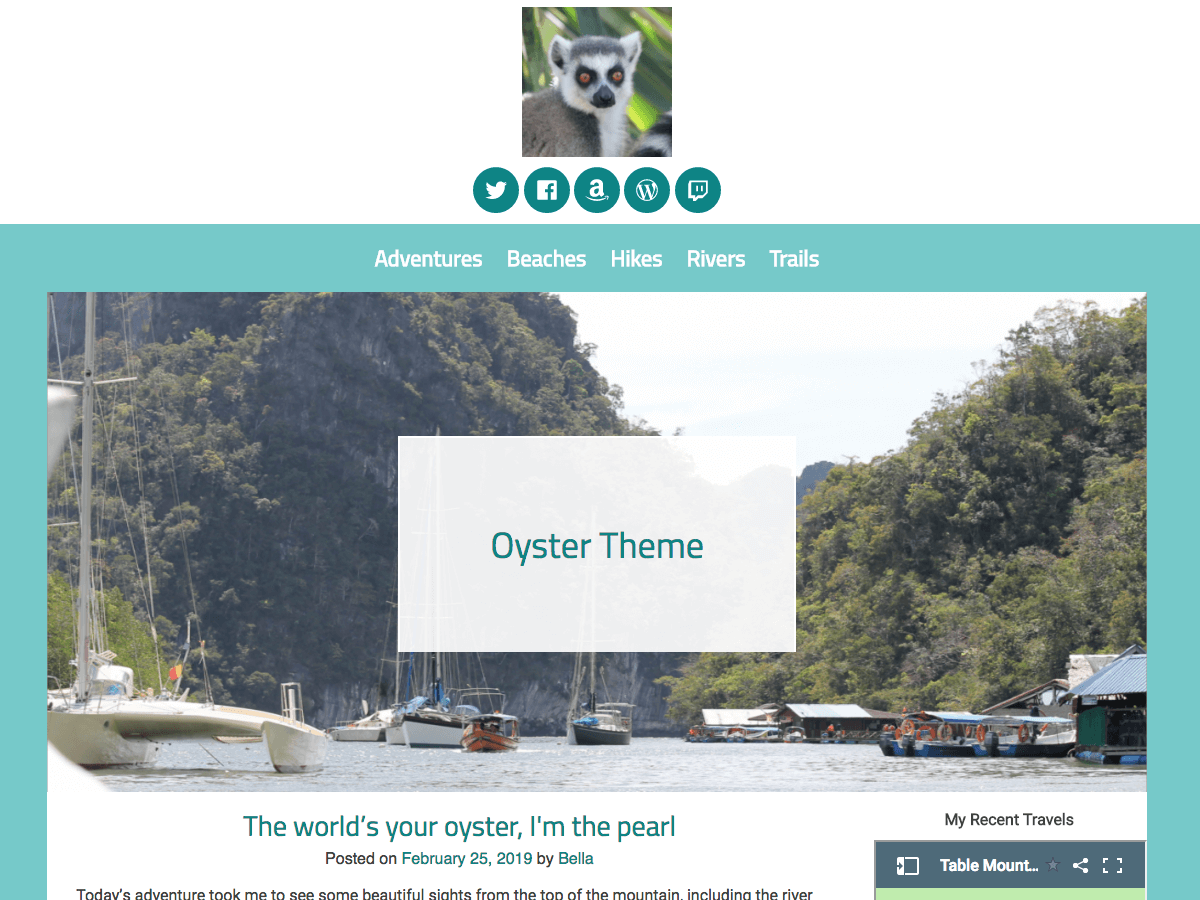 Adventures Beaches Hikes Rivers Trails
Oyster Theme
The world’s your oyster, I'm the pearl
Posted on February 25, 2019 by Bella
Today’s adventure took me to see some beautiful sights from the top of the mountain, including the river
My Recent Travels
Table Mount...